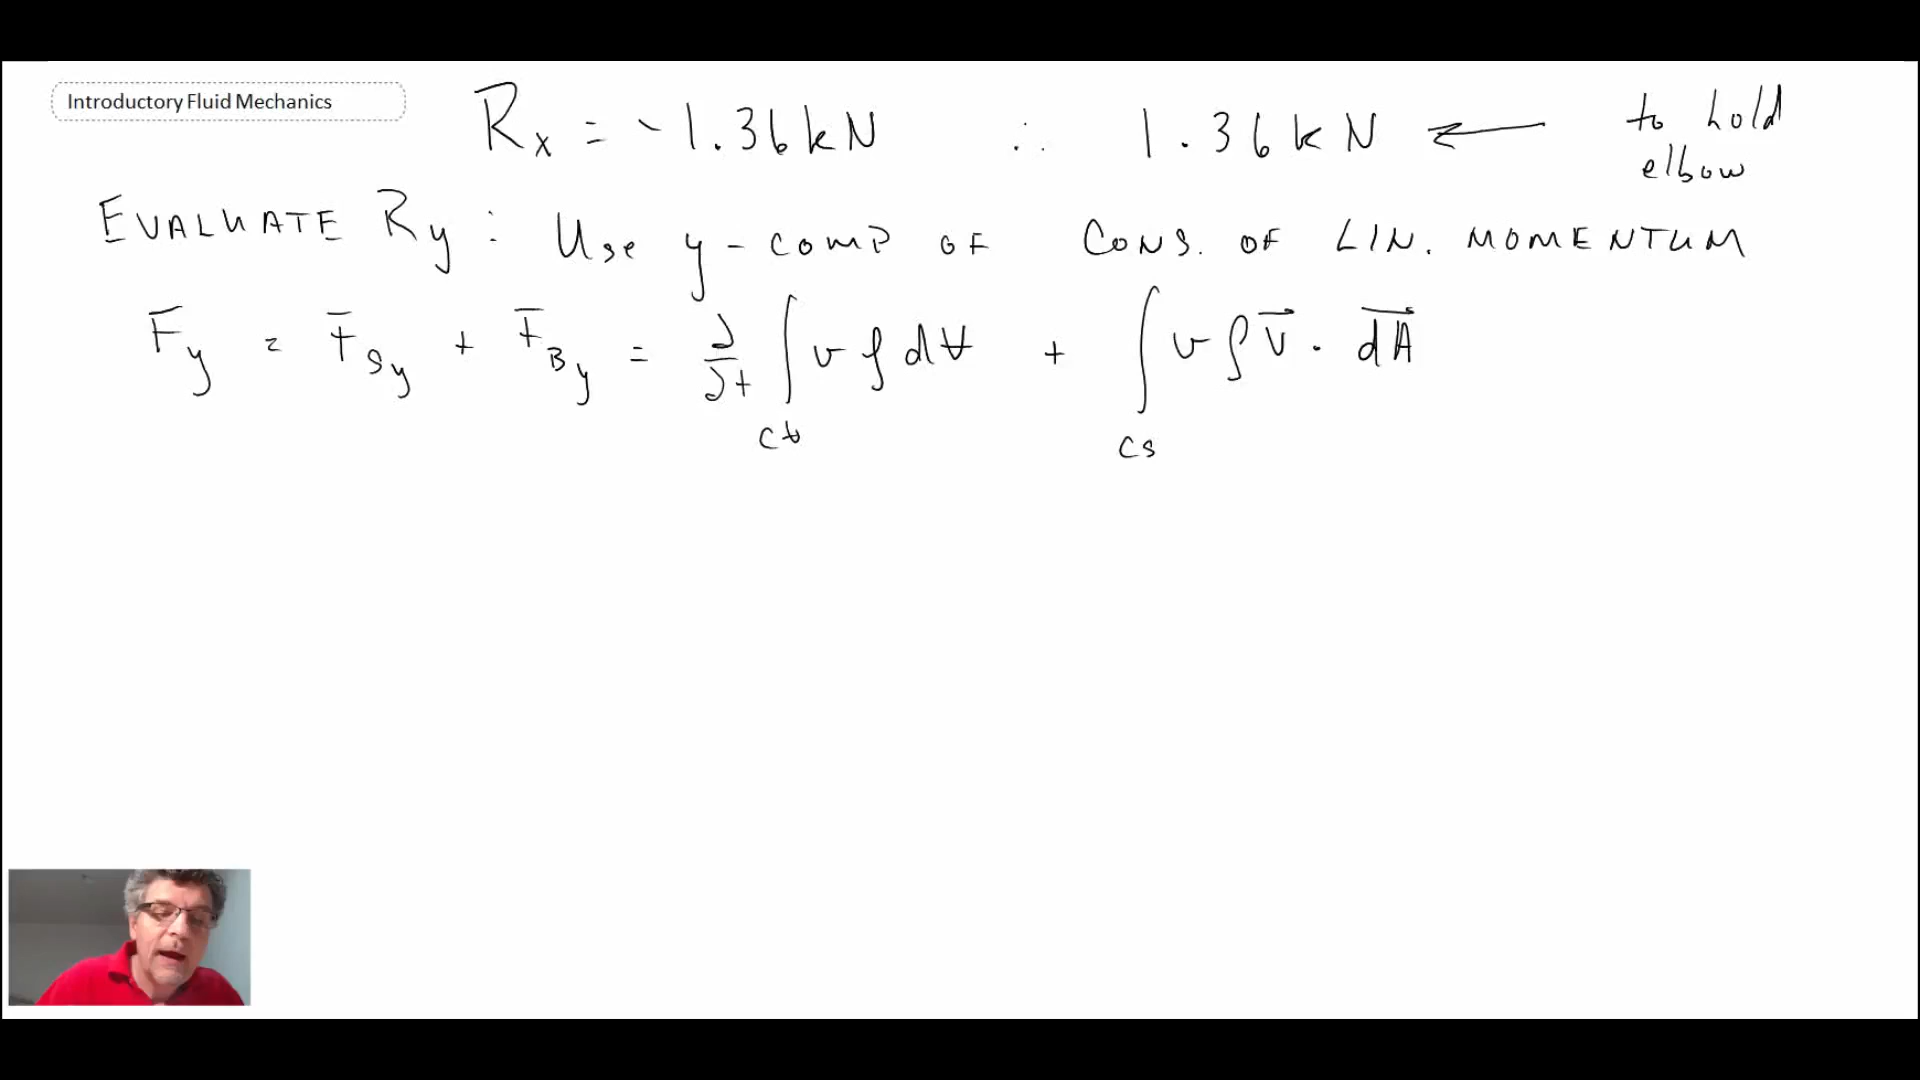 Introductory Fluid Mechanics
Rx = -1.36kN ∴ 1.36kN ← to hold
elbow
EVALUATE Ry : Use y-comp of Cons. of LIN. MOMENTUM
Fy = Fsy + FBy = ∂/∂t ∫ v ρ dV̶ + ∫ v ρ V⃗ · dA⃗
CV̶ CS